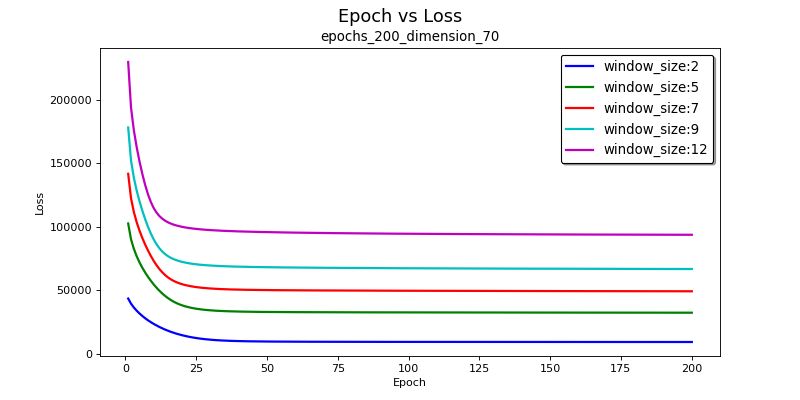 Epoch vs Loss
epochs_200_dimension_70
window_size:2
window_size:5
window_size:7
window_size:9
window_size:12
Loss
200000
150000
100000
50000
0
0 25 50 75 100 125 150 175 200
Epoch